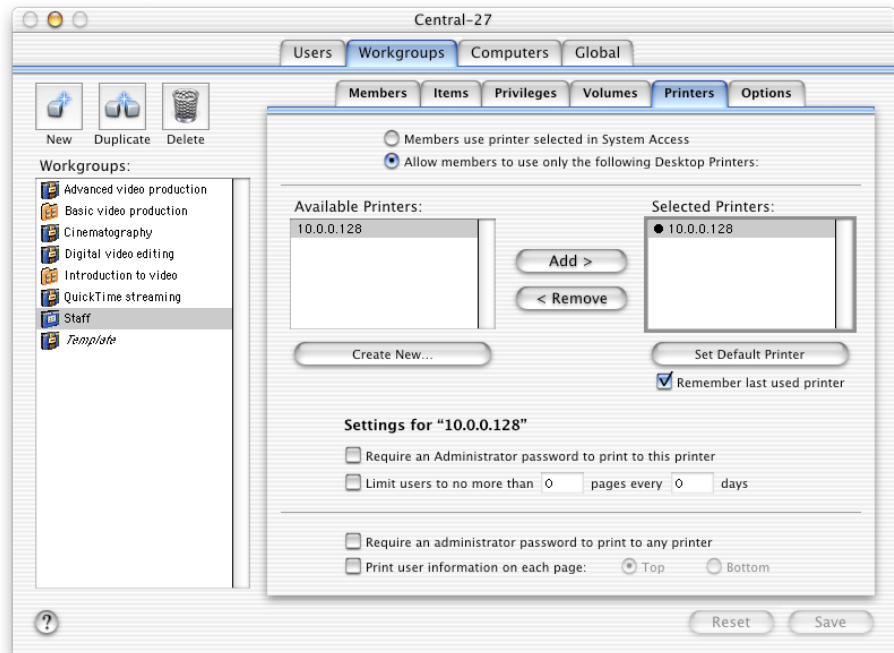 Central-27
Users Workgroups Computers Global
Members Items Privileges Volumes Printers Options
New Duplicate Delete
Workgroups:
Advanced video production
Basic video production
Cinematography
Digital video editing
Introduction to video
QuickTime streaming
Staff
Template
Members use printer selected in System Access
Allow members to use only the following Desktop Printers:
Available Printers:
10.0.0.128
Add >
< Remove
Selected Printers:
10.0.0.128
Create New...
Set Default Printer
Remember last used printer
Settings for “10.0.0.128”
Require an Administrator password to print to this printer
Limit users to no more than 0 pages every 0 days
Require an administrator password to print to any printer
Print user information on each page: Top Bottom
?
Reset Save